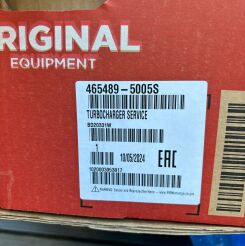 RIGINAL
EQUIPMENT
465489-5005S
TURBOCHARGER SERVICE
1
10/05/2024
EAC